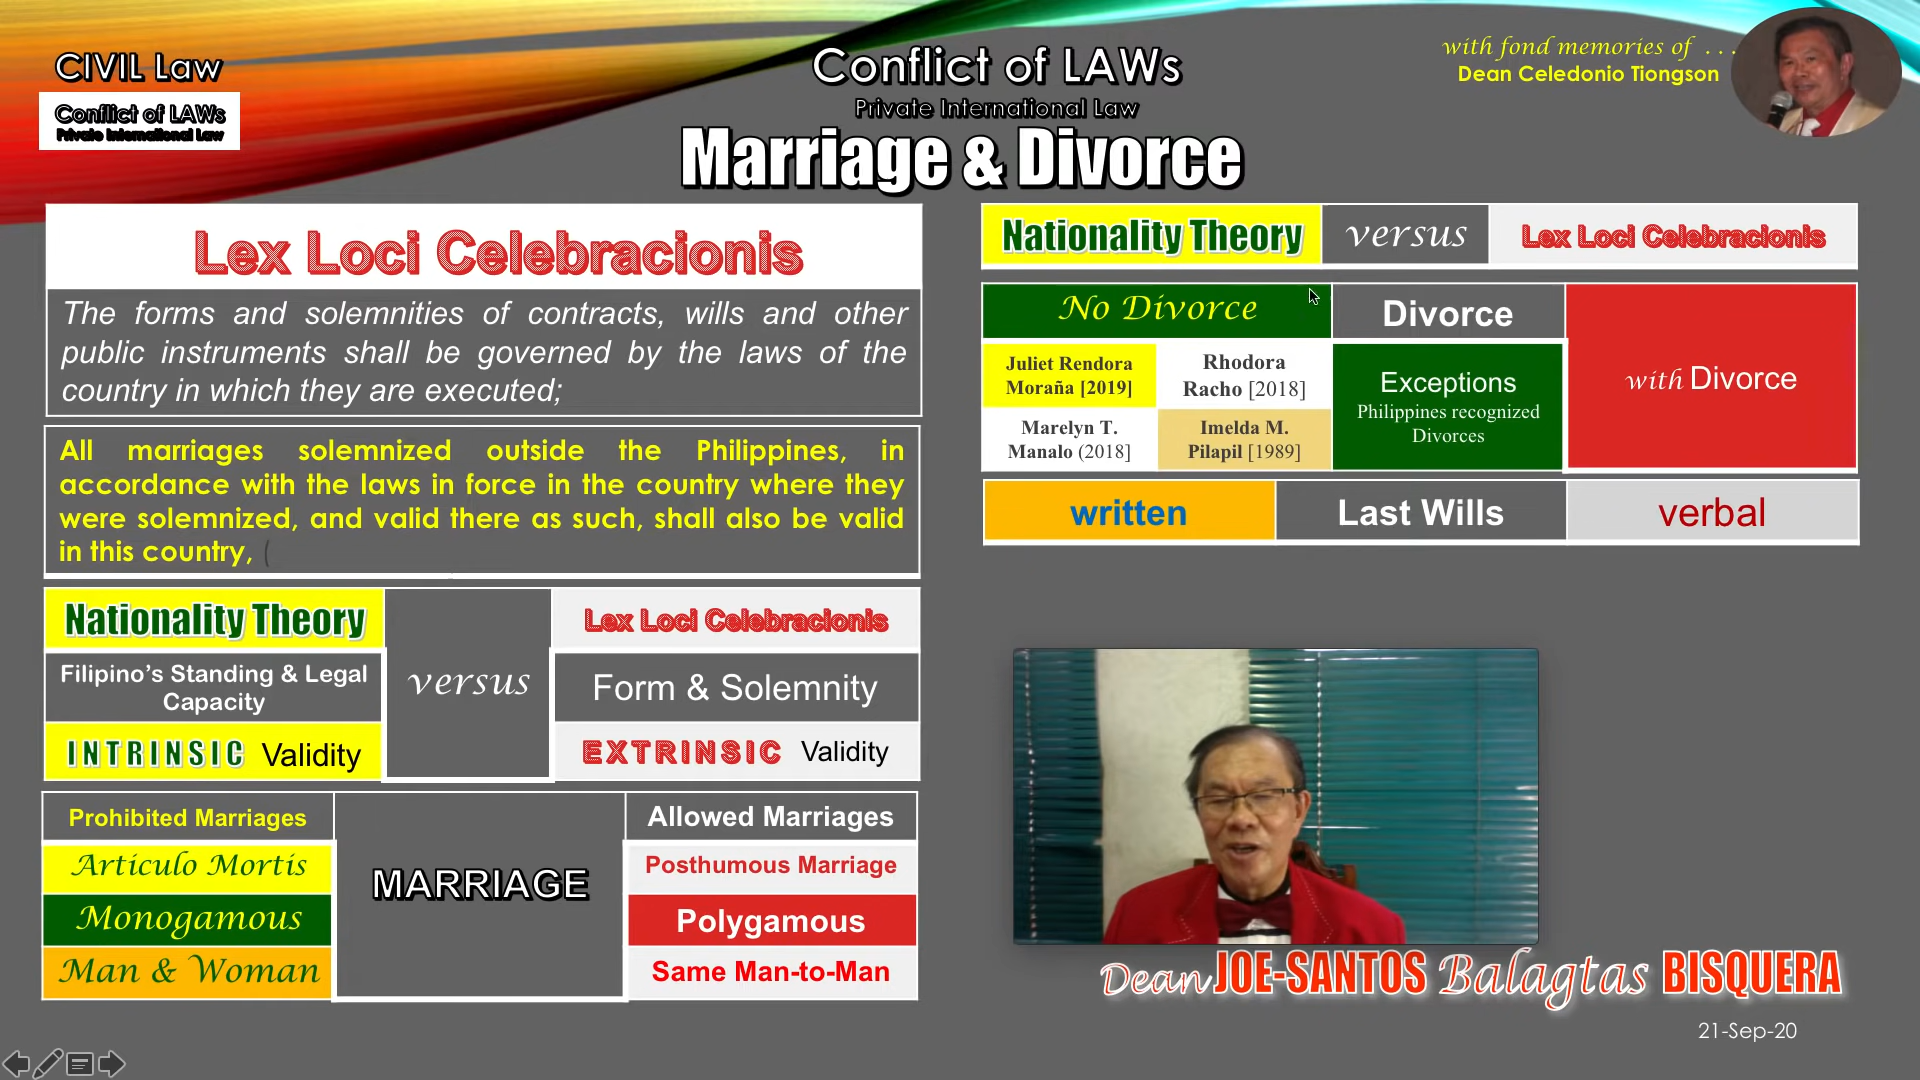 CIVIL Law
Conflict of LAWs
Private International Law
Conflict of LAWs
Private International Law
Marriage & Divorce
with fond memories of . . .
Dean Celedonio Tiongson
Lex Loci Celebracionis
The forms and solemnities of contracts, wills and other
public instruments shall be governed by the laws of the
country in which they are executed;
All marriages solemnized outside the Philippines, in
accordance with the laws in force in the country where they
were solemnized, and valid there as such, shall also be valid
in this country, (
Nationality Theory
versus
Lex Loci Celebracionis
Filipino's Standing & Legal
Capacity
Form & Solemnity
INTRINSIC Validity
EXTRINSIC Validity
Prohibited Marriages
MARRIAGE
Allowed Marriages
Articulo Mortis
Posthumous Marriage
Monogamous
Polygamous
Man & Woman
Same Man-to-Man
Nationality Theory
versus
Lex Loci Celebracionis
No Divorce
Divorce
with Divorce
Juliet Rendora
Moraña [2019]
Rhodora
Racho [2018]
Exceptions
Philippines recognized
Divorces
Marelyn T.
Manalo (2018]
Imelda M.
Pilapil [1989]
written
Last Wills
verbal
Dean JOE-SANTOS Balagtas BISQUERA
21-Sep-20